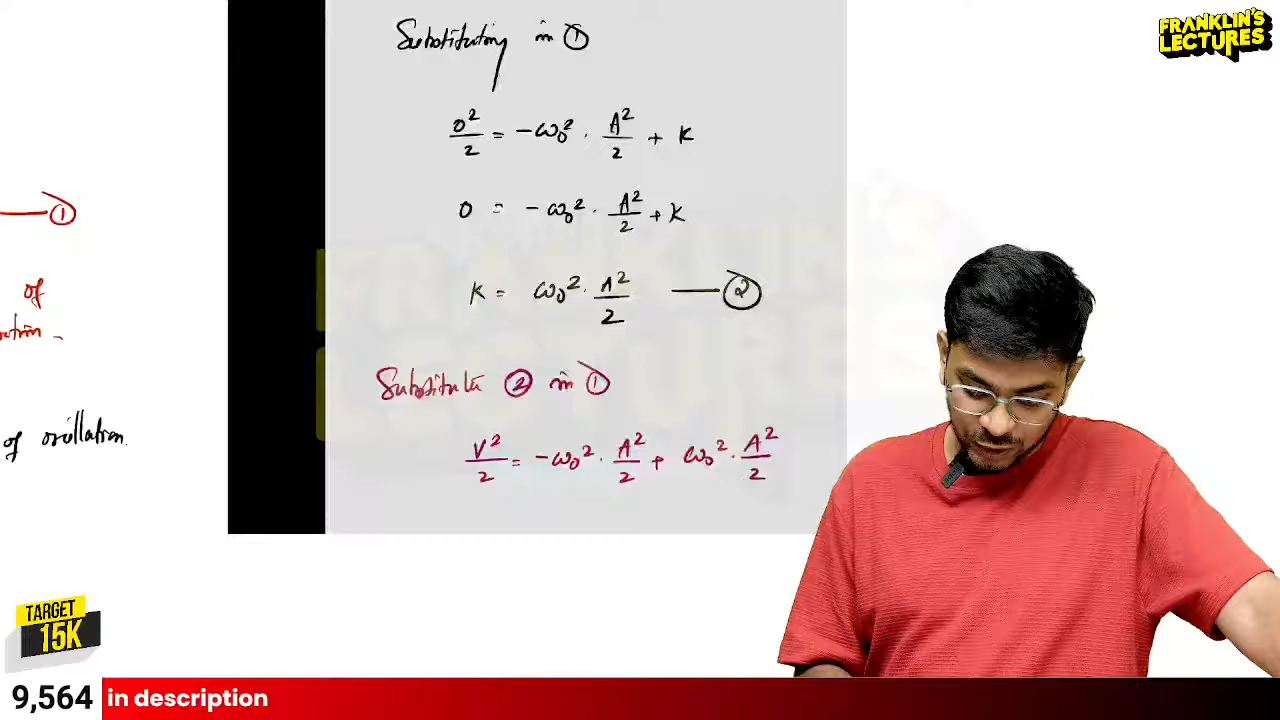 FRANKLIN'S
LECTURES
Substituting in ①
0²/2 = -ω₀² · A²/2 + K
0 = -ω₀² · A²/2 + K
K = ω₀² · A²/2 —②
Substitute ② in ①
V²/2 = -ω₀² · A²/2 + ω₀² · A²/2
—①
of
of oscillation.
FRANKLIN'S
LECTURES
TARGET
15K
9,564 in description